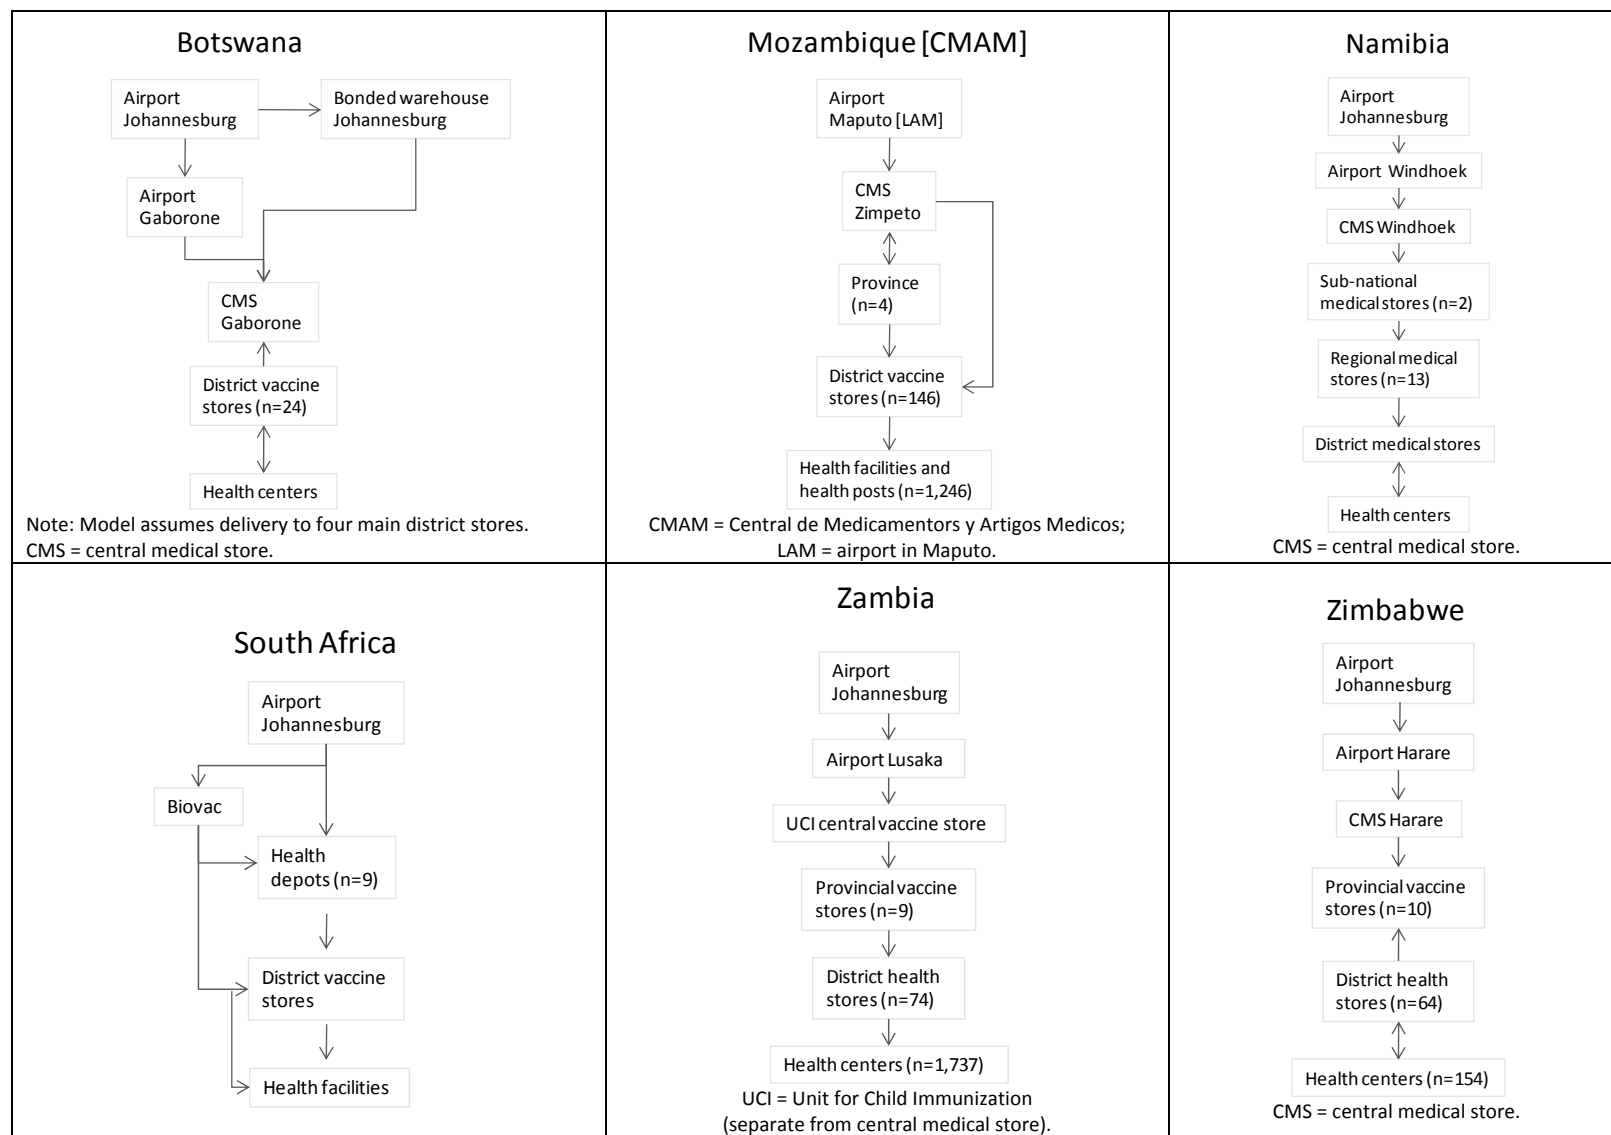 Botswana
Airport
Johannesburg
Bonded warehouse
Johannesburg
Airport
Gaborone
CMS
Gaborone
District vaccine
stores (n=24)
Health centers
Note: Model assumes delivery to four main district stores.
CMS = central medical store.
Mozambique [CMAM]
Airport
Maputo [LAM]
CMS
Zimpeto
Province
(n=4)
District vaccine
stores (n=146)
Health facilities and
health posts (n=1,246)
CMAM = Central de Medicamentors y Artigos Medicos;
LAM = airport in Maputo.
Namibia
Airport
Johannesburg
Airport Windhoek
CMS Windhoek
Sub-national
medical stores (n=2)
Regional medical
stores (n=13)
District medical stores
Health centers
CMS = central medical store.
South Africa
Airport
Johannesburg
Biovac
Health
depots (n=9)
District vaccine
stores
Health facilities
Zambia
Airport
Johannesburg
Airport Lusaka
UCI central vaccine store
Provincial vaccine
stores (n=9)
District health
stores (n=74)
Health centers (n=1,737)
UCI = Unit for Child Immunization
(separate from central medical store).
Zimbabwe
Airport
Johannesburg
Airport Harare
CMS Harare
Provincial vaccine
stores (n=10)
District health
stores (n=64)
Health centers (n=154)
CMS = central medical store.